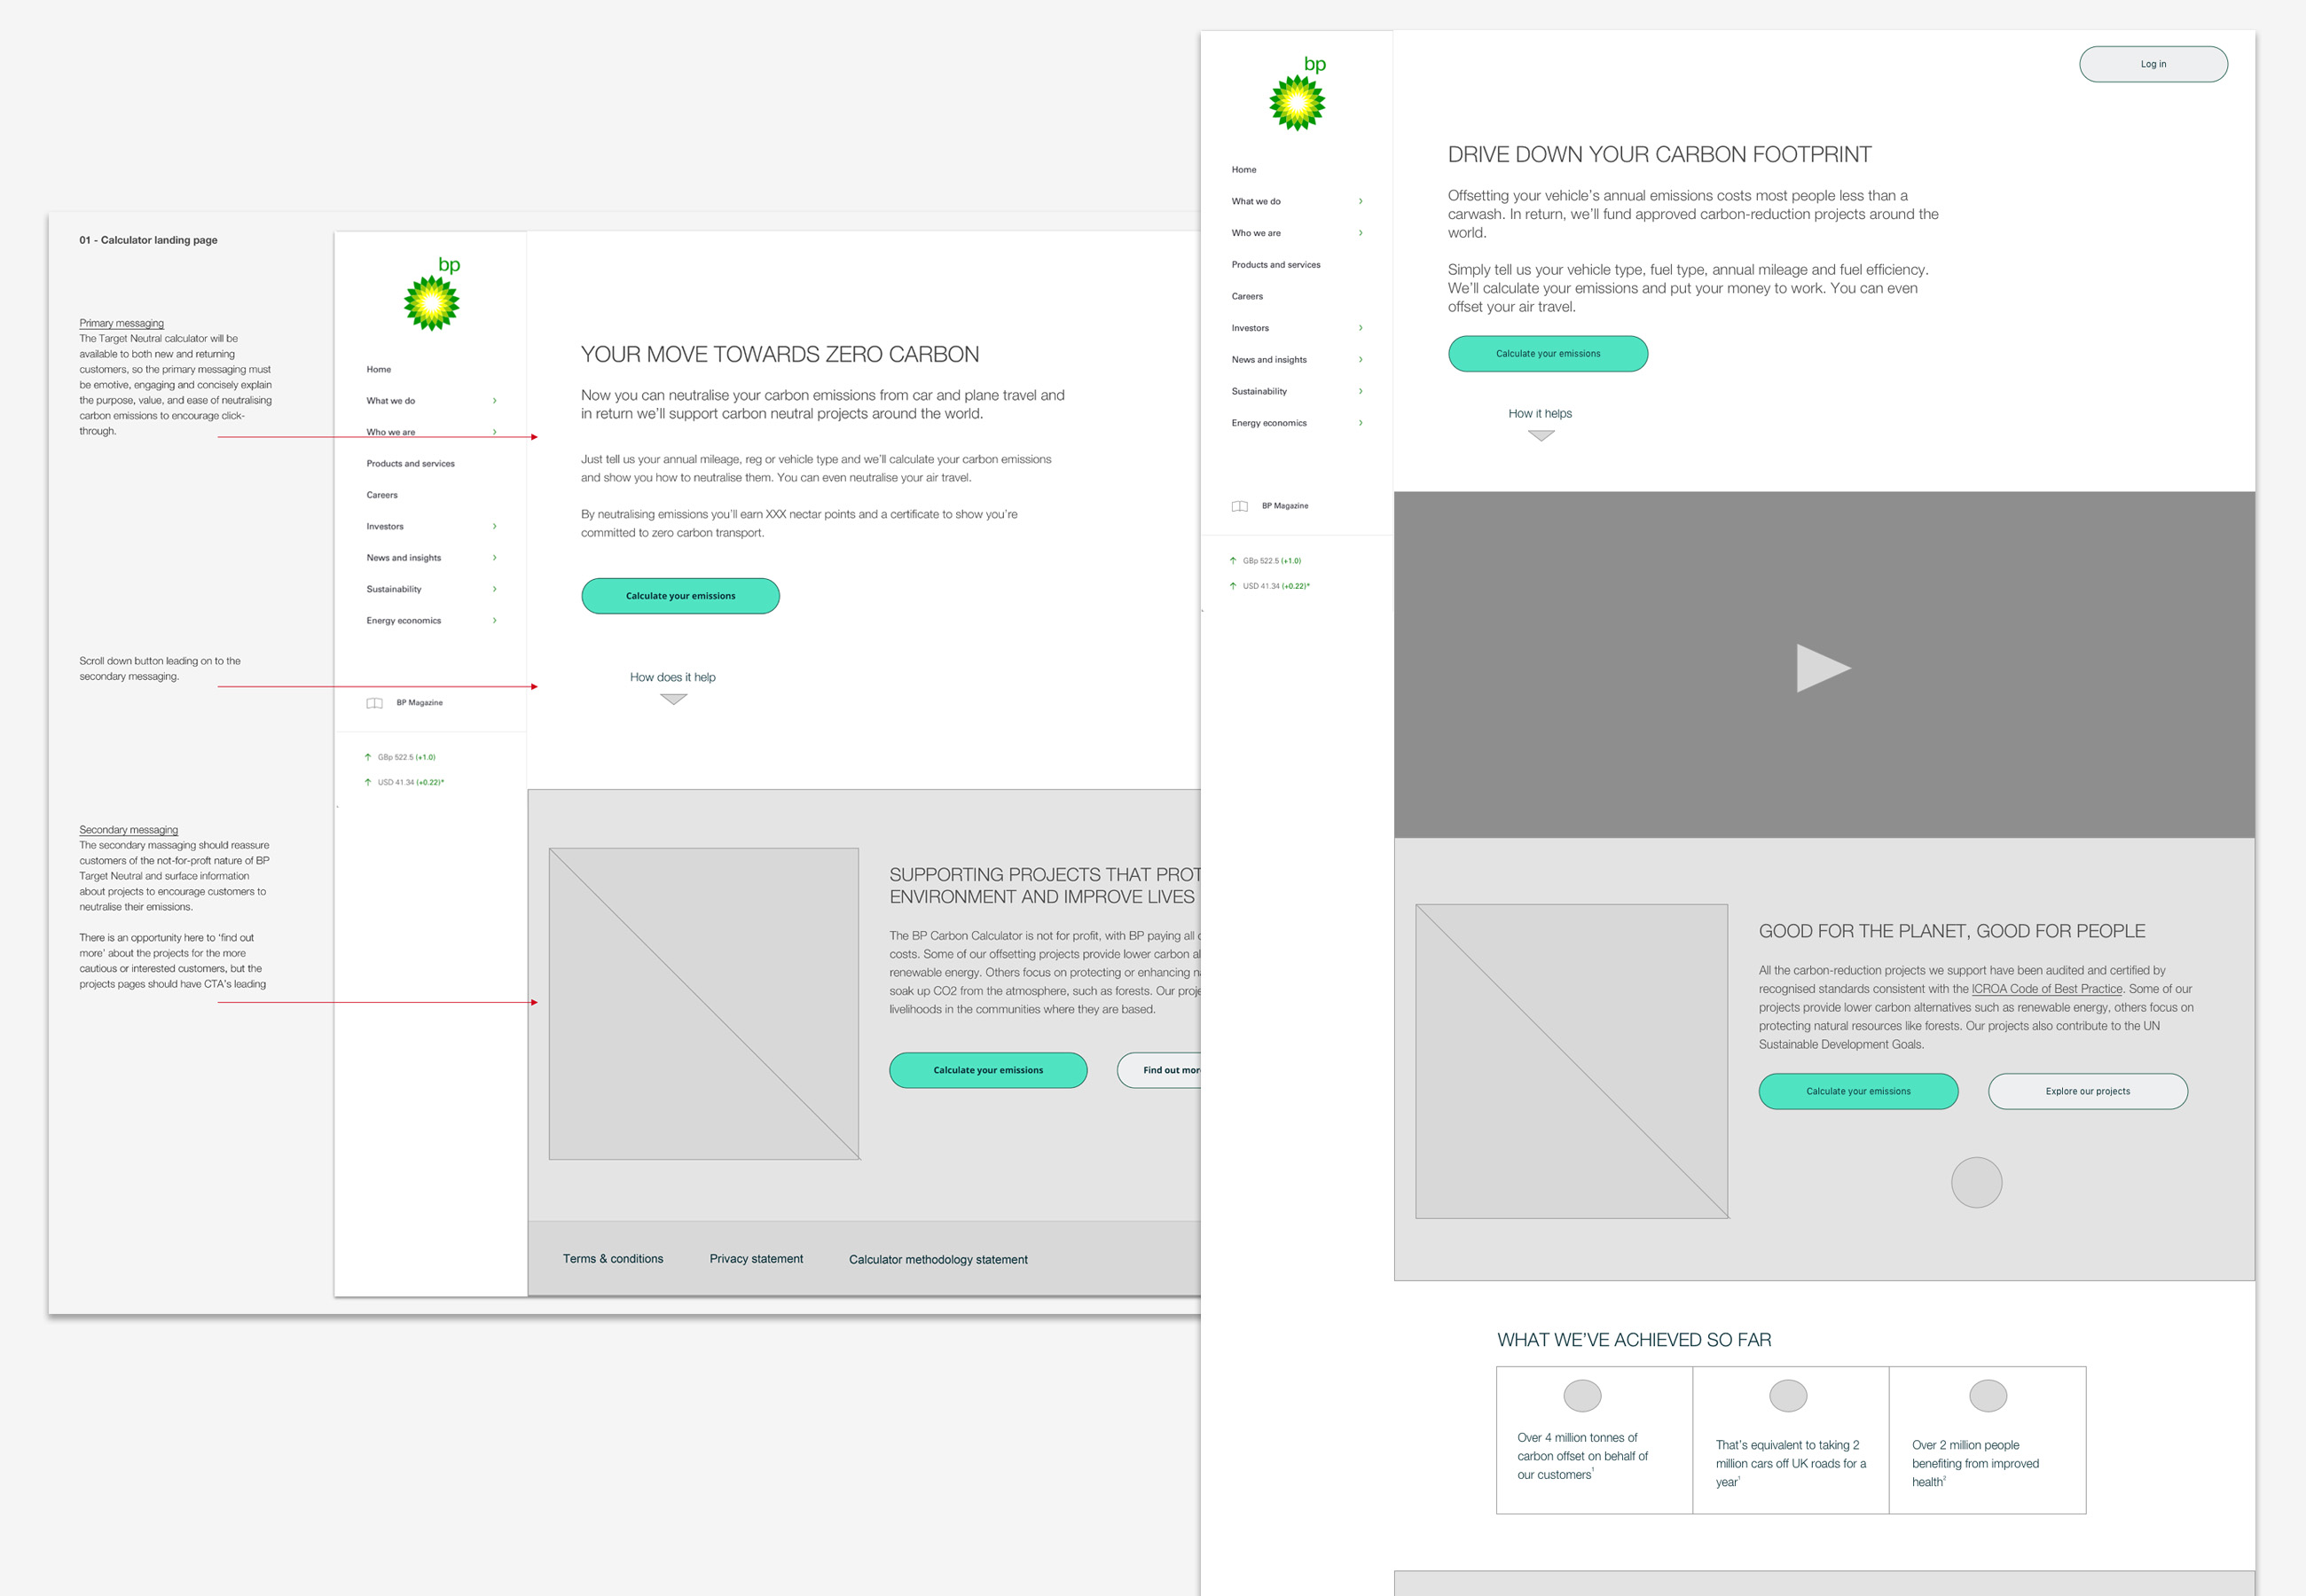 01 - Calculator landing page
Primary messaging
The Target Neutral calculator will be
available to both new and returning
customers, so the primary messaging must
be emotive, engaging and concisely explain
the purpose, value, and ease of neutralising
carbon emissions to encourage click-
through.
Scroll down button leading on to the
secondary messaging.
Secondary messaging
The secondary massaging should reassure
customers of the not-for-proft nature of BP
Target Neutral and surface information
about projects to encourage customers to
neutralise their emissions.
There is an opportunity here to ‘find out
more’ about the projects for the more
cautious or interested customers, but the
projects pages should have CTA’s leading
bp
Home
What we do
Who we are
Products and services
Careers
Investors
News and insights
Sustainability
Energy economics
BP Magazine
GBp 522.5 (+1.0)
USD 41.34 (+0.22)*
YOUR MOVE TOWARDS ZERO CARBON
Now you can neutralise your carbon emissions from car and plane travel and
in return we’ll support carbon neutral projects around the world.
Just tell us your annual mileage, reg or vehicle type and we’ll calculate your carbon emissions
and show you how to neutralise them. You can even neutralise your air travel.
By neutralising emissions you’ll earn XXX nectar points and a certificate to show you’re
committed to zero carbon transport.
Calculate your emissions
How does it help
SUPPORTING PROJECTS THAT PROT
ENVIRONMENT AND IMPROVE LIVES
The BP Carbon Calculator is not for profit, with BP paying all
costs. Some of our offsetting projects provide lower carbon al
renewable energy. Others focus on protecting or enhancing n
soak up CO2 from the atmosphere, such as forests. Our proje
livelihoods in the communities where they are based.
Calculate your emissions
Find out mor
Terms & conditions
Privacy statement
Calculator methodology statement
bp
Home
What we do
Who we are
Products and services
Careers
Investors
News and insights
Sustainability
Energy economics
BP Magazine
GBp 522.5 (+1.0)
USD 41.34 (+0.22)*
Log in
DRIVE DOWN YOUR CARBON FOOTPRINT
Offsetting your vehicle’s annual emissions costs most people less than a
carwash. In return, we’ll fund approved carbon-reduction projects around the
world.
Simply tell us your vehicle type, fuel type, annual mileage and fuel efficiency.
We’ll calculate your emissions and put your money to work. You can even
offset your air travel.
Calculate your emissions
How it helps
GOOD FOR THE PLANET, GOOD FOR PEOPLE
All the carbon-reduction projects we support have been audited and certified by
recognised standards consistent with the ICROA Code of Best Practice. Some of our
projects provide lower carbon alternatives such as renewable energy, others focus on
protecting natural resources like forests. Our projects also contribute to the UN
Sustainable Development Goals.
Calculate your emissions
Explore our projects
WHAT WE’VE ACHIEVED SO FAR
Over 4 million tonnes of
carbon offset on behalf of
our customers¹
That’s equivalent to taking 2
million cars off UK roads for a
year¹
Over 2 million people
benefiting from improved
health²